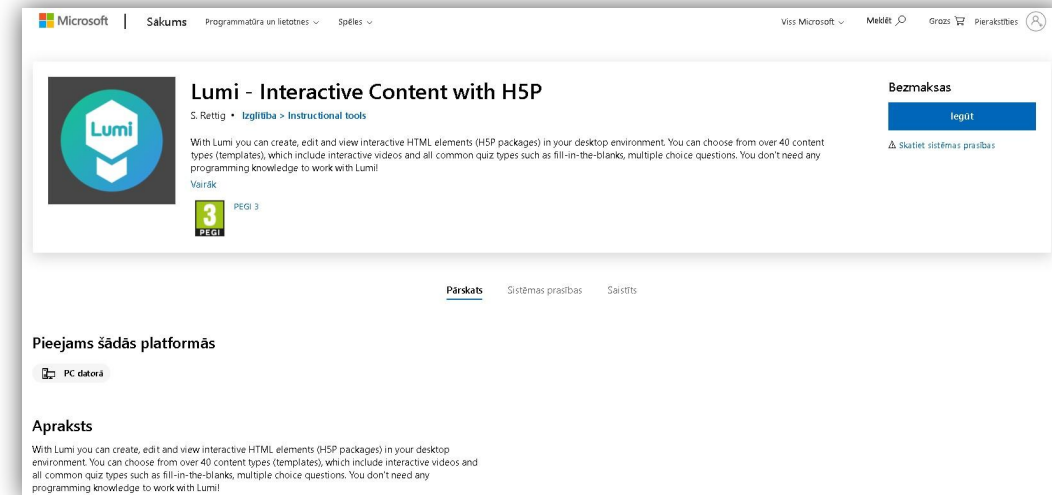 Microsoft Sākums Programmatūra un lietotnes Spēles Viss Microsoft Meklēt Grozs Pierakstīties
Lumi
Lumi - Interactive Content with H5P
S. Rettig • Izglītība > Instructional tools
With Lumi you can create, edit and view interactive HTML elements (H5P packages) in your desktop environment. You can choose from over 40 content
types (templates), which include interactive videos and all common quiz types such as fill-in-the-blanks, multiple choice questions. You don't need any
programming knowledge to work with Lumi!
Vairāk
3
PEGI
PEGI 3
Bezmaksas
Iegūt
Skatiet sistēmas prasības
Pārskats Sistēmas prasības Saistīts
Pieejams šādās platformās
PC datorā
Apraksts
With Lumi you can create, edit and view interactive HTML elements (H5P packages) in your desktop
environment. You can choose from over 40 content types (templates), which include interactive videos and
all common quiz types such as fill-in-the-blanks, multiple choice questions. You don't need any
programming knowledge to work with Lumi!